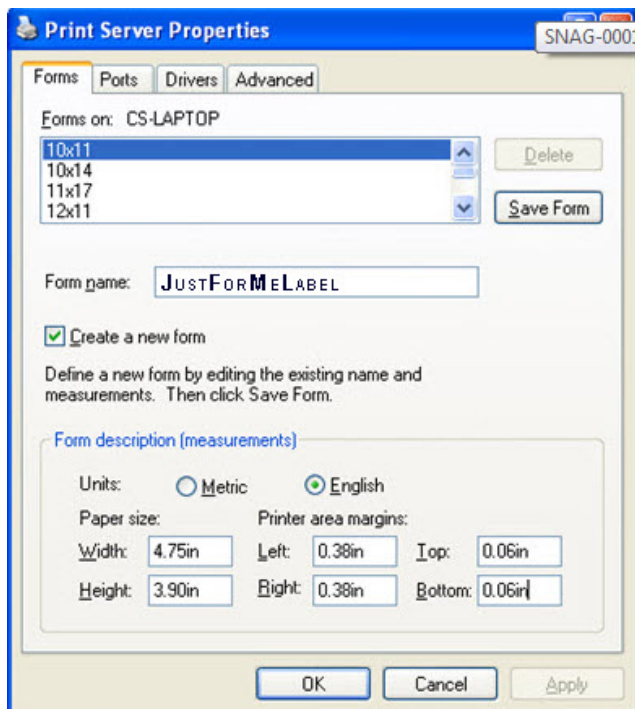 Print Server Properties
SNAG-0001
Forms Ports Drivers Advanced
Forms on: CS-LAPTOP
10x11
10x14
11x17
12x11
Delete
Save Form
Form name: JustForMeLabel
Create a new form
Define a new form by editing the existing name and
measurements. Then click Save Form.
Form description (measurements)
Units: Metric English
Paper size: Printer area margins:
Width: 4.75in Left: 0.38in Top: 0.06in
Height: 3.90in Right: 0.38in Bottom: 0.06in
OK Cancel Apply